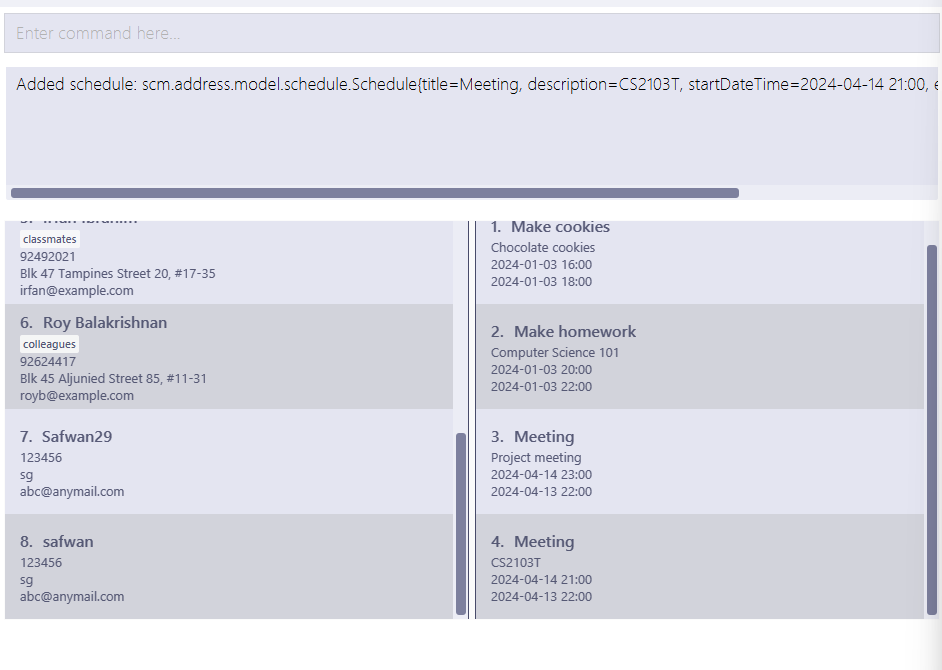 Enter command here...
Added schedule: scm.address.model.schedule.Schedule{title=Meeting, description=CS2103T, startDateTime=2024-04-14 21:00, e
classmates
92492021
Blk 47 Tampines Street 20, #17-35
irfan@example.com
6. Roy Balakrishnan
colleagues
92624417
Blk 45 Aljunied Street 85, #11-31
royb@example.com
7. Safwan29
123456
sg
abc@anymail.com
8. safwan
123456
sg
abc@anymail.com
1. Make cookies
Chocolate cookies
2024-01-03 16:00
2024-01-03 18:00
2. Make homework
Computer Science 101
2024-01-03 20:00
2024-01-03 22:00
3. Meeting
Project meeting
2024-04-14 23:00
2024-04-13 22:00
4. Meeting
CS2103T
2024-04-14 21:00
2024-04-13 22:00